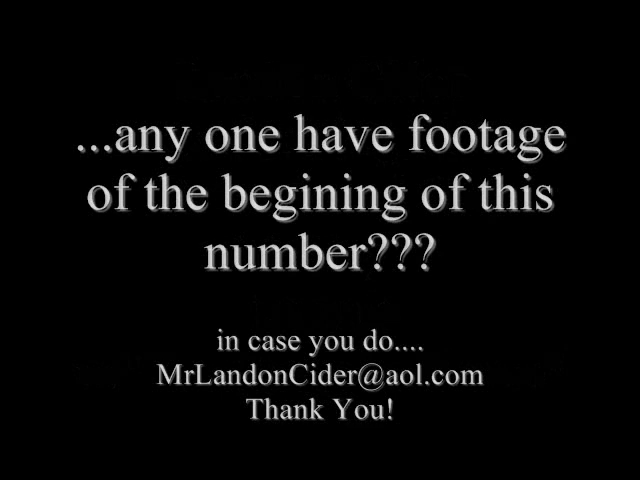 ...any one have footage
of the begining of this
number???
in case you do....
MrLandonCider@aol.com
Thank You!